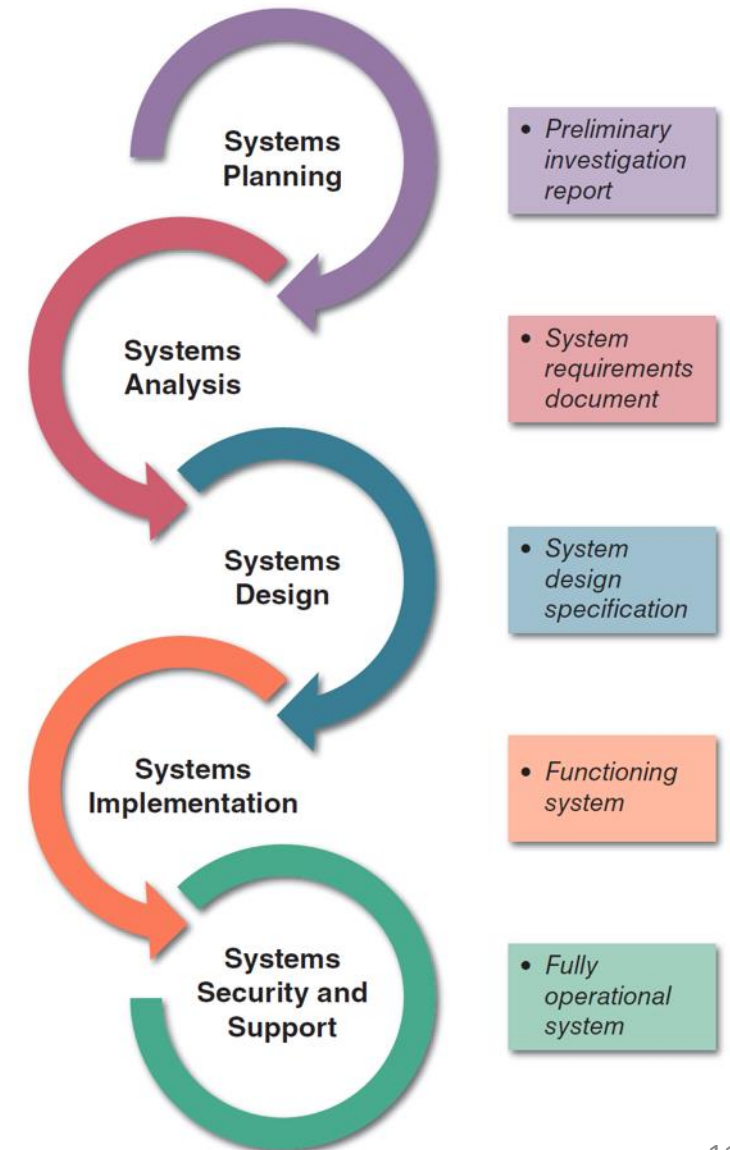 Systems
Planning
• Preliminary
investigation
report
Systems
Analysis
• System
requirements
document
Systems
Design
• System
design
specification
Systems
Implementation
• Functioning
system
Systems
Security and
Support
• Fully
operational
system